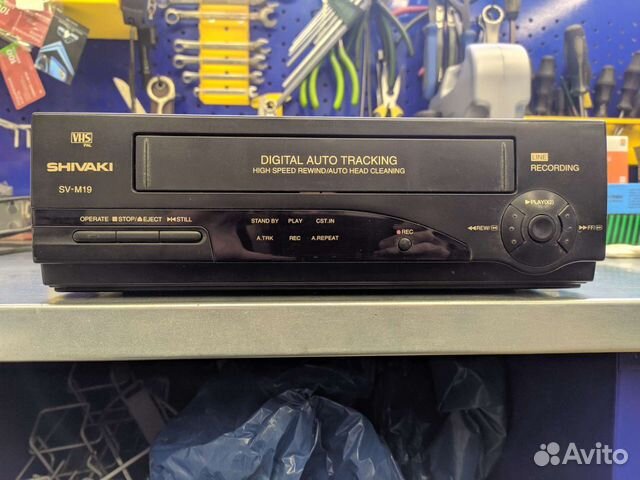 VHS
PAL
SHIVAKI
SV-M19
DIGITAL AUTO TRACKING
HIGH SPEED REWIND/AUTO HEAD CLEANING
LINE
RECORDING
OPERATE ■STOP/⏏EJECT ▶▶STILL
STAND BY PLAY CST.IN
A.TRK REC A.REPEAT
●REC
▶PLAY(X2)
◀◀REW/
▶▶FF/
Avito